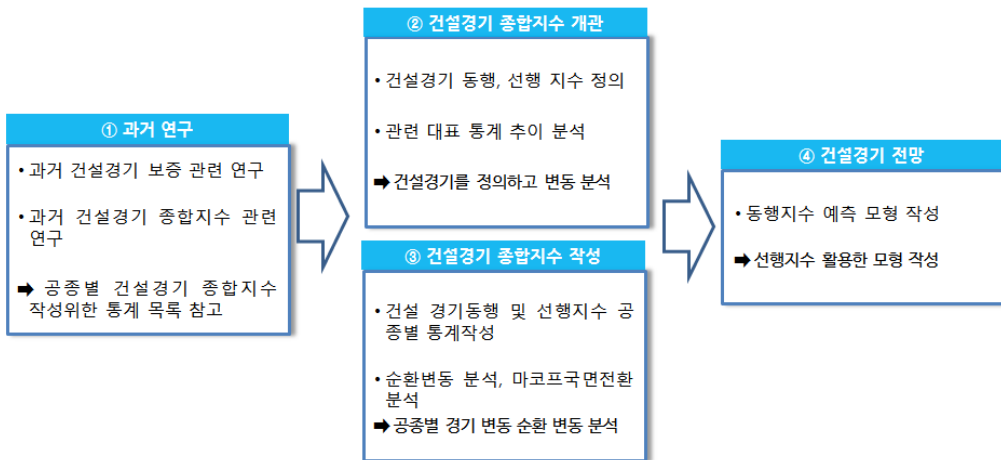 ① 과거 연구
• 과거 건설경기 보증 관련 연구
• 과거 건설경기 종합지수 관련
연구
➡ 공종별 건설경기 종합지수
작성위한 통계 목록 참고
② 건설경기 종합지수 개관
• 건설경기 동행, 선행 지수 정의
• 관련 대표 통계 추이 분석
➡ 건설경기를 정의하고 변동 분석
③ 건설경기 종합지수 작성
• 건설 경기동행 및 선행지수 공
종별 통계작성
• 순환변동 분석, 마코프국면전환
분석
➡ 공종별 경기 변동 순환 변동 분석
④ 건설경기 전망
• 동행지수 예측 모형 작성
➡ 선행지수 활용한 모형 작성